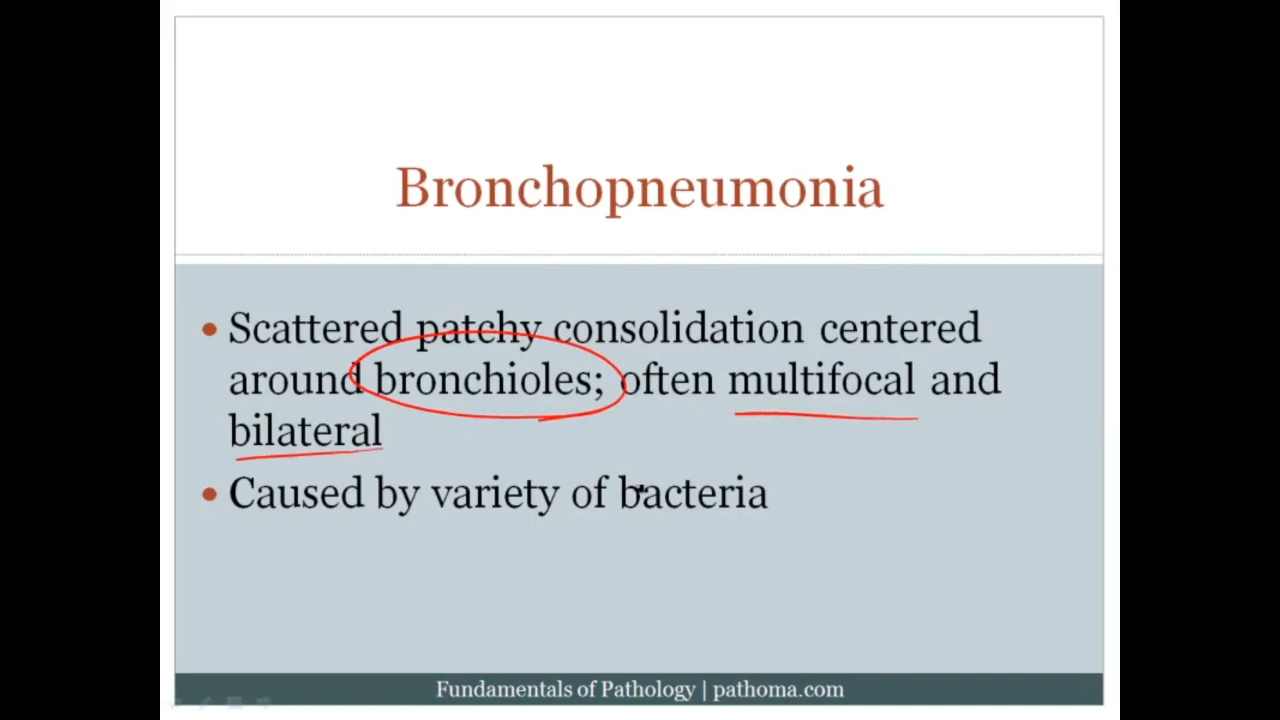 Bronchopneumonia
• Scattered patchy consolidation centered
around bronchioles; often multifocal and
bilateral
• Caused by variety of bacteria
Fundamentals of Pathology | pathoma.com